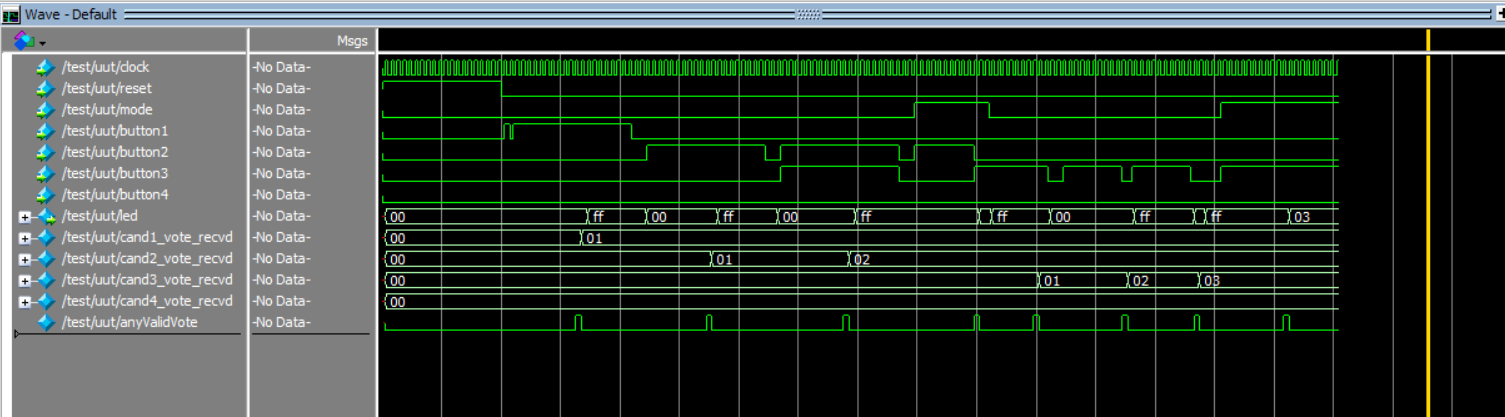 Wave - Default
Msgs
/test/uut/clock -No Data-
/test/uut/reset -No Data-
/test/uut/mode -No Data-
/test/uut/button1 -No Data-
/test/uut/button2 -No Data-
/test/uut/button3 -No Data-
/test/uut/button4 -No Data-
/test/uut/led -No Data- 00 ff 00 ff 00 ff ff 00 ff ff 03
/test/uut/cand1_vote_recvd -No Data- 00 01
/test/uut/cand2_vote_recvd -No Data- 00 01 02
/test/uut/cand3_vote_recvd -No Data- 00 01 02 03
/test/uut/cand4_vote_recvd -No Data- 00
/test/uut/anyValidVote -No Data-